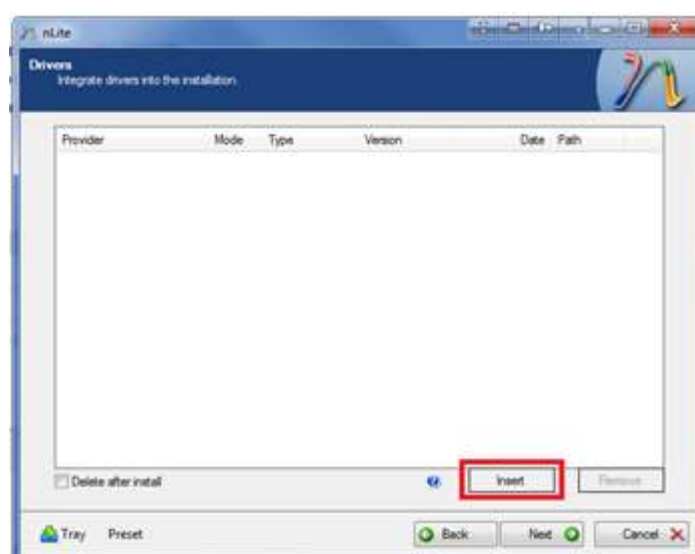 nLite
Drivers
Integrate drivers into the installation.
Provider Mode Type Version Date Path
Delete after install Insert Remove
Tray Preset Back Next Cancel